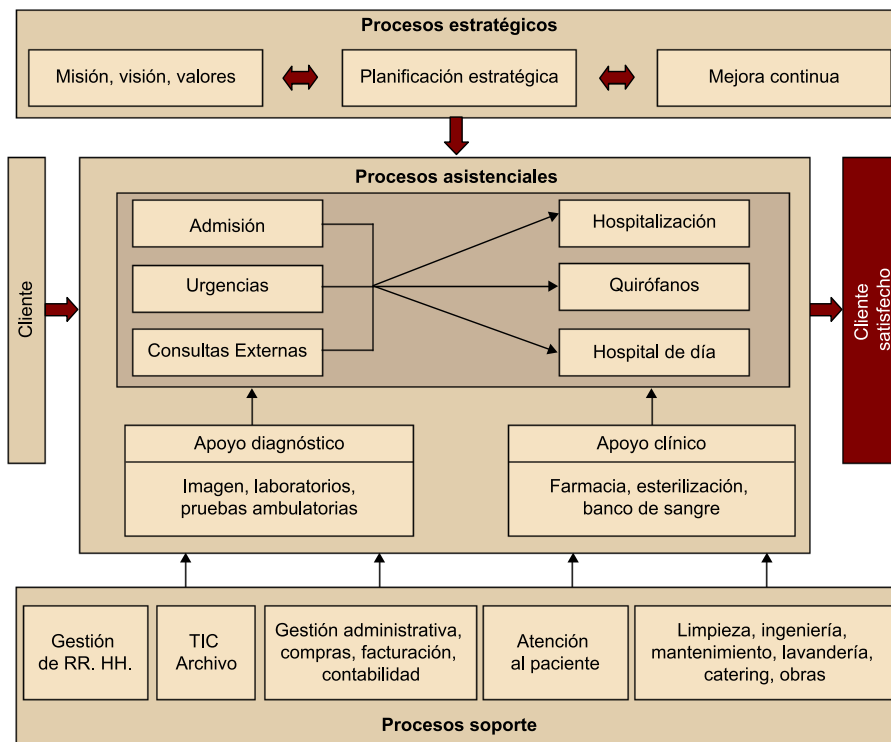 Procesos estratégicos
Misión, visión, valores
Planificación estratégica
Mejora continua
Cliente
Procesos asistenciales
Admisión
Urgencias
Consultas Externas
Hospitalización
Quirófanos
Hospital de día
Apoyo diagnóstico
Imagen, laboratorios,
pruebas ambulatorias
Apoyo clínico
Farmacia, esterilización,
banco de sangre
Cliente
satisfecho
Gestión
de RR. HH.
TIC
Archivo
Gestión administrativa,
compras, facturación,
contabilidad
Atención
al paciente
Limpieza, ingeniería,
mantenimiento, lavandería,
catering, obras
Procesos soporte